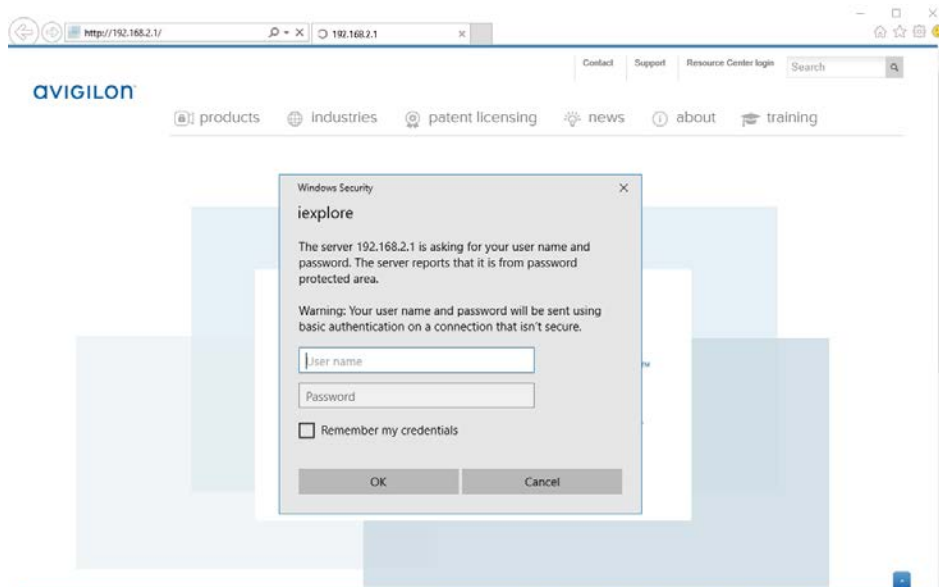 http://192.168.2.1/
192.168.2.1
Contact
Support
Resource Center login
Search
avigilon
products
industries
patent licensing
news
about
training
Windows Security
iexplore
The server 192.168.2.1 is asking for your user name and
password. The server reports that it is from password
protected area.
Warning: Your user name and password will be sent using
basic authentication on a connection that isn't secure.
User name
Password
Remember my credentials
OK
Cancel